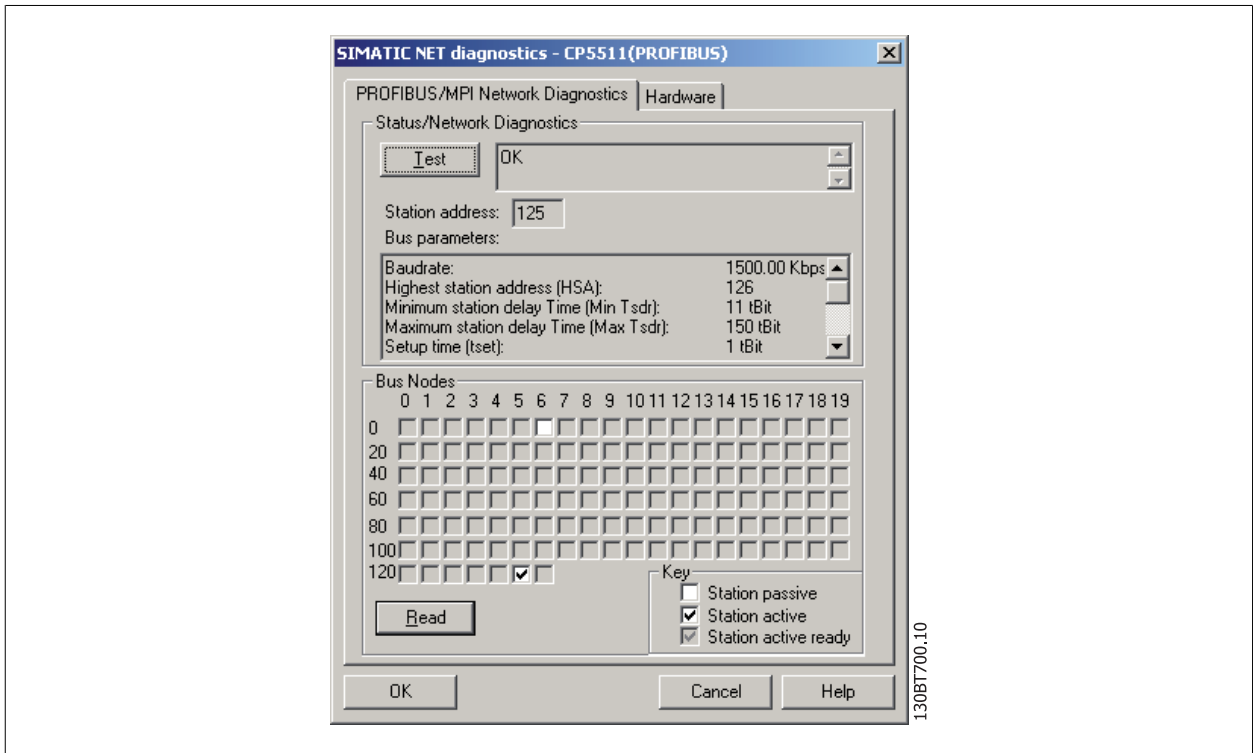 SIMATIC NET diagnostics - CP5511(PROFIBUS)
PROFIBUS/MPI Network Diagnostics
Hardware
Status/Network Diagnostics
Test
OK
Station address: 125
Bus parameters:
Baudrate: 1500.00 Kbps
Highest station address (HSA): 126
Minimum station delay Time (Min Tsdr): 11 tBit
Maximum station delay Time (Max Tsdr): 150 tBit
Setup time (tset): 1 tBit
Bus Nodes
0 1 2 3 4 5 6 7 8 9 10 11 12 13 14 15 16 17 18 19
0
20
40
60
80
100
120
Key
Station passive
Station active
Station active ready
Read
OK
Cancel
Help
130BT700.10